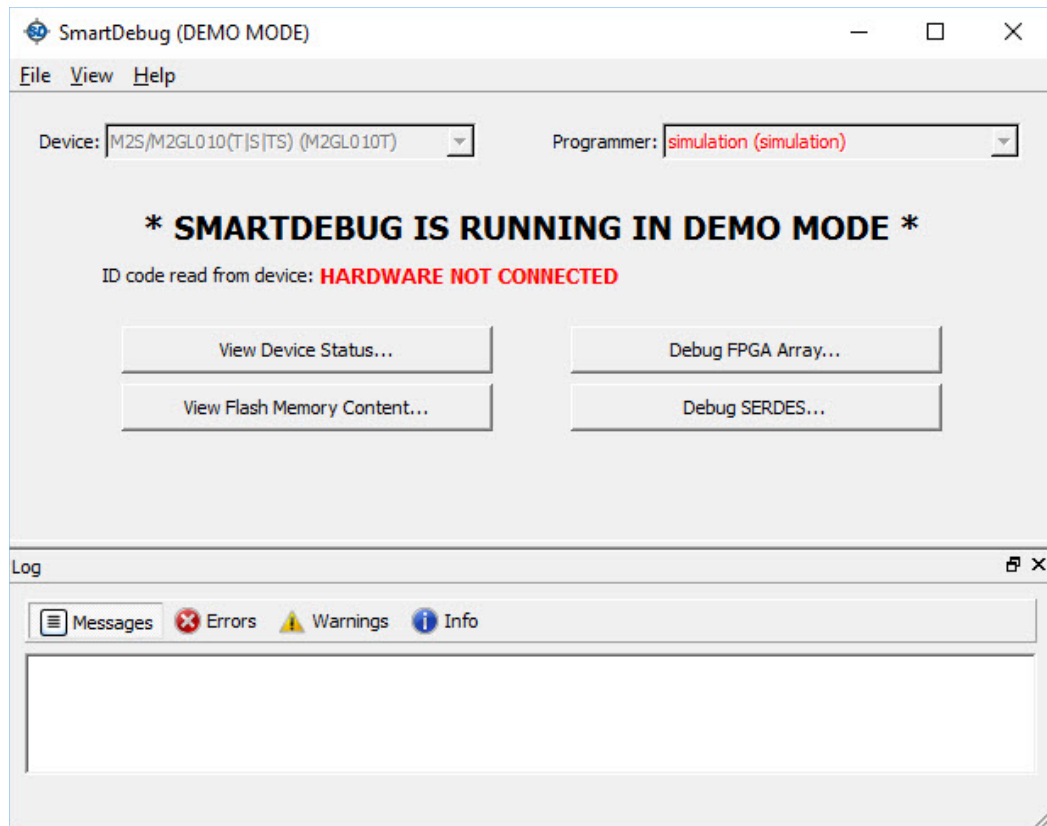 SmartDebug (DEMO MODE)
File View Help
Device: M2S/M2GL010(T|S|TS) (M2GL010T) Programmer: simulation (simulation)
* SMARTDEBUG IS RUNNING IN DEMO MODE *
ID code read from device: HARDWARE NOT CONNECTED
View Device Status... Debug FPGA Array...
View Flash Memory Content... Debug SERDES...
Log
Messages Errors Warnings Info